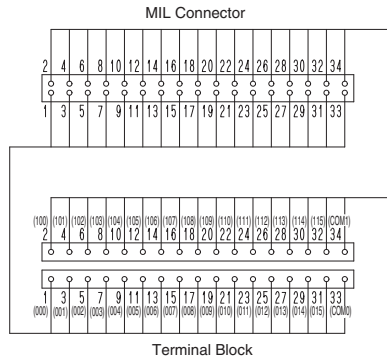 MIL Connector
2 4 6 8 10 12 14 16 18 20 22 24 26 28 30 32 34
1 3 5 7 9 11 13 15 17 19 21 23 25 27 29 31 33
(100) (101) (102) (103) (104) (105) (106) (107) (108) (109) (110) (111) (112) (113) (114) (115) (COM1)
2 4 6 8 10 12 14 16 18 20 22 24 26 28 30 32 34
1 3 5 7 9 11 13 15 17 19 21 23 25 27 29 31 33
(000) (001) (002) (003) (004) (005) (006) (007) (008) (009) (010) (011) (012) (013) (014) (015) (COM0)
Terminal Block